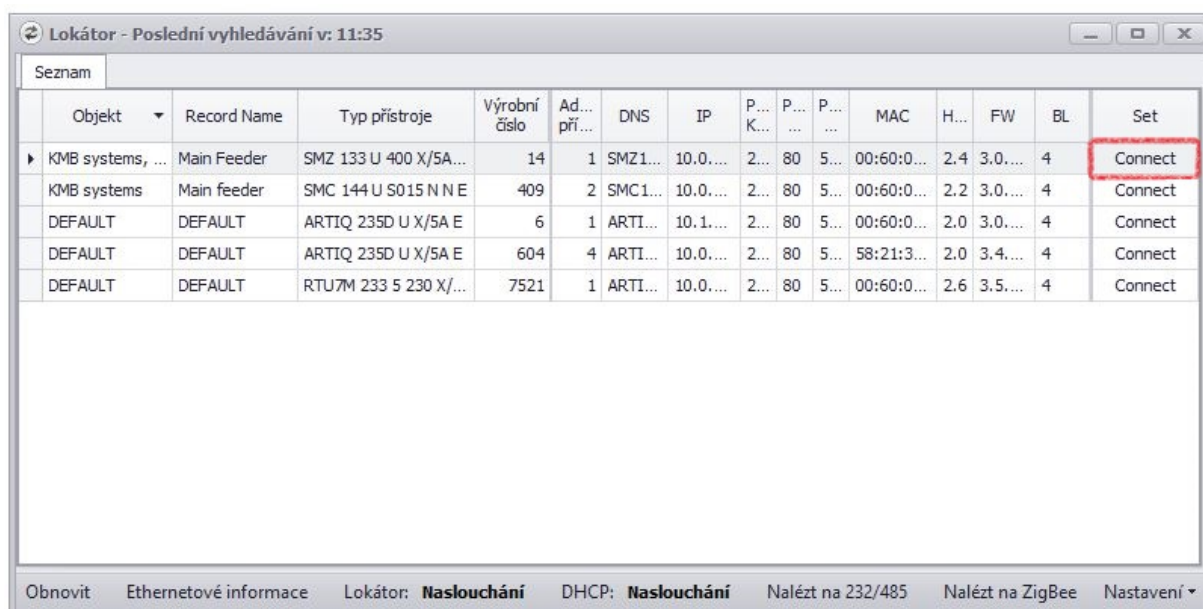 Lokátor - Poslední vyhledávání v: 11:35
Seznam
Objekt Record Name Typ přístroje Výrobní číslo Ad... pří... DNS IP P... K... P... ... P... ... MAC H... FW BL Set
KMB systems, ... Main Feeder SMZ 133 U 400 X/5A... 14 1 SMZ1... 10.0.... 2... 80 5... 00:60:0... 2.4 3.0.... 4 Connect
KMB systems Main feeder SMC 144 U S015 N N E 409 2 SMC1... 10.0.... 2... 80 5... 00:60:0... 2.2 3.0.... 4 Connect
DEFAULT DEFAULT ARTIQ 235D U X/5A E 6 1 ARTI... 10.1.... 2... 80 5... 00:60:0... 2.0 3.0.... 4 Connect
DEFAULT DEFAULT ARTIQ 235D U X/5A E 604 4 ARTI... 10.0.... 2... 80 5... 58:21:3... 2.0 3.4.... 4 Connect
DEFAULT DEFAULT RTU7M 233 5 230 X/... 7521 1 ARTI... 10.0.... 2... 80 5... 00:60:0... 2.6 3.5.... 4 Connect
Obnovit Ethernetové informace Lokátor: Naslouchání DHCP: Naslouchání Nalézt na 232/485 Nalézt na ZigBee Nastavení